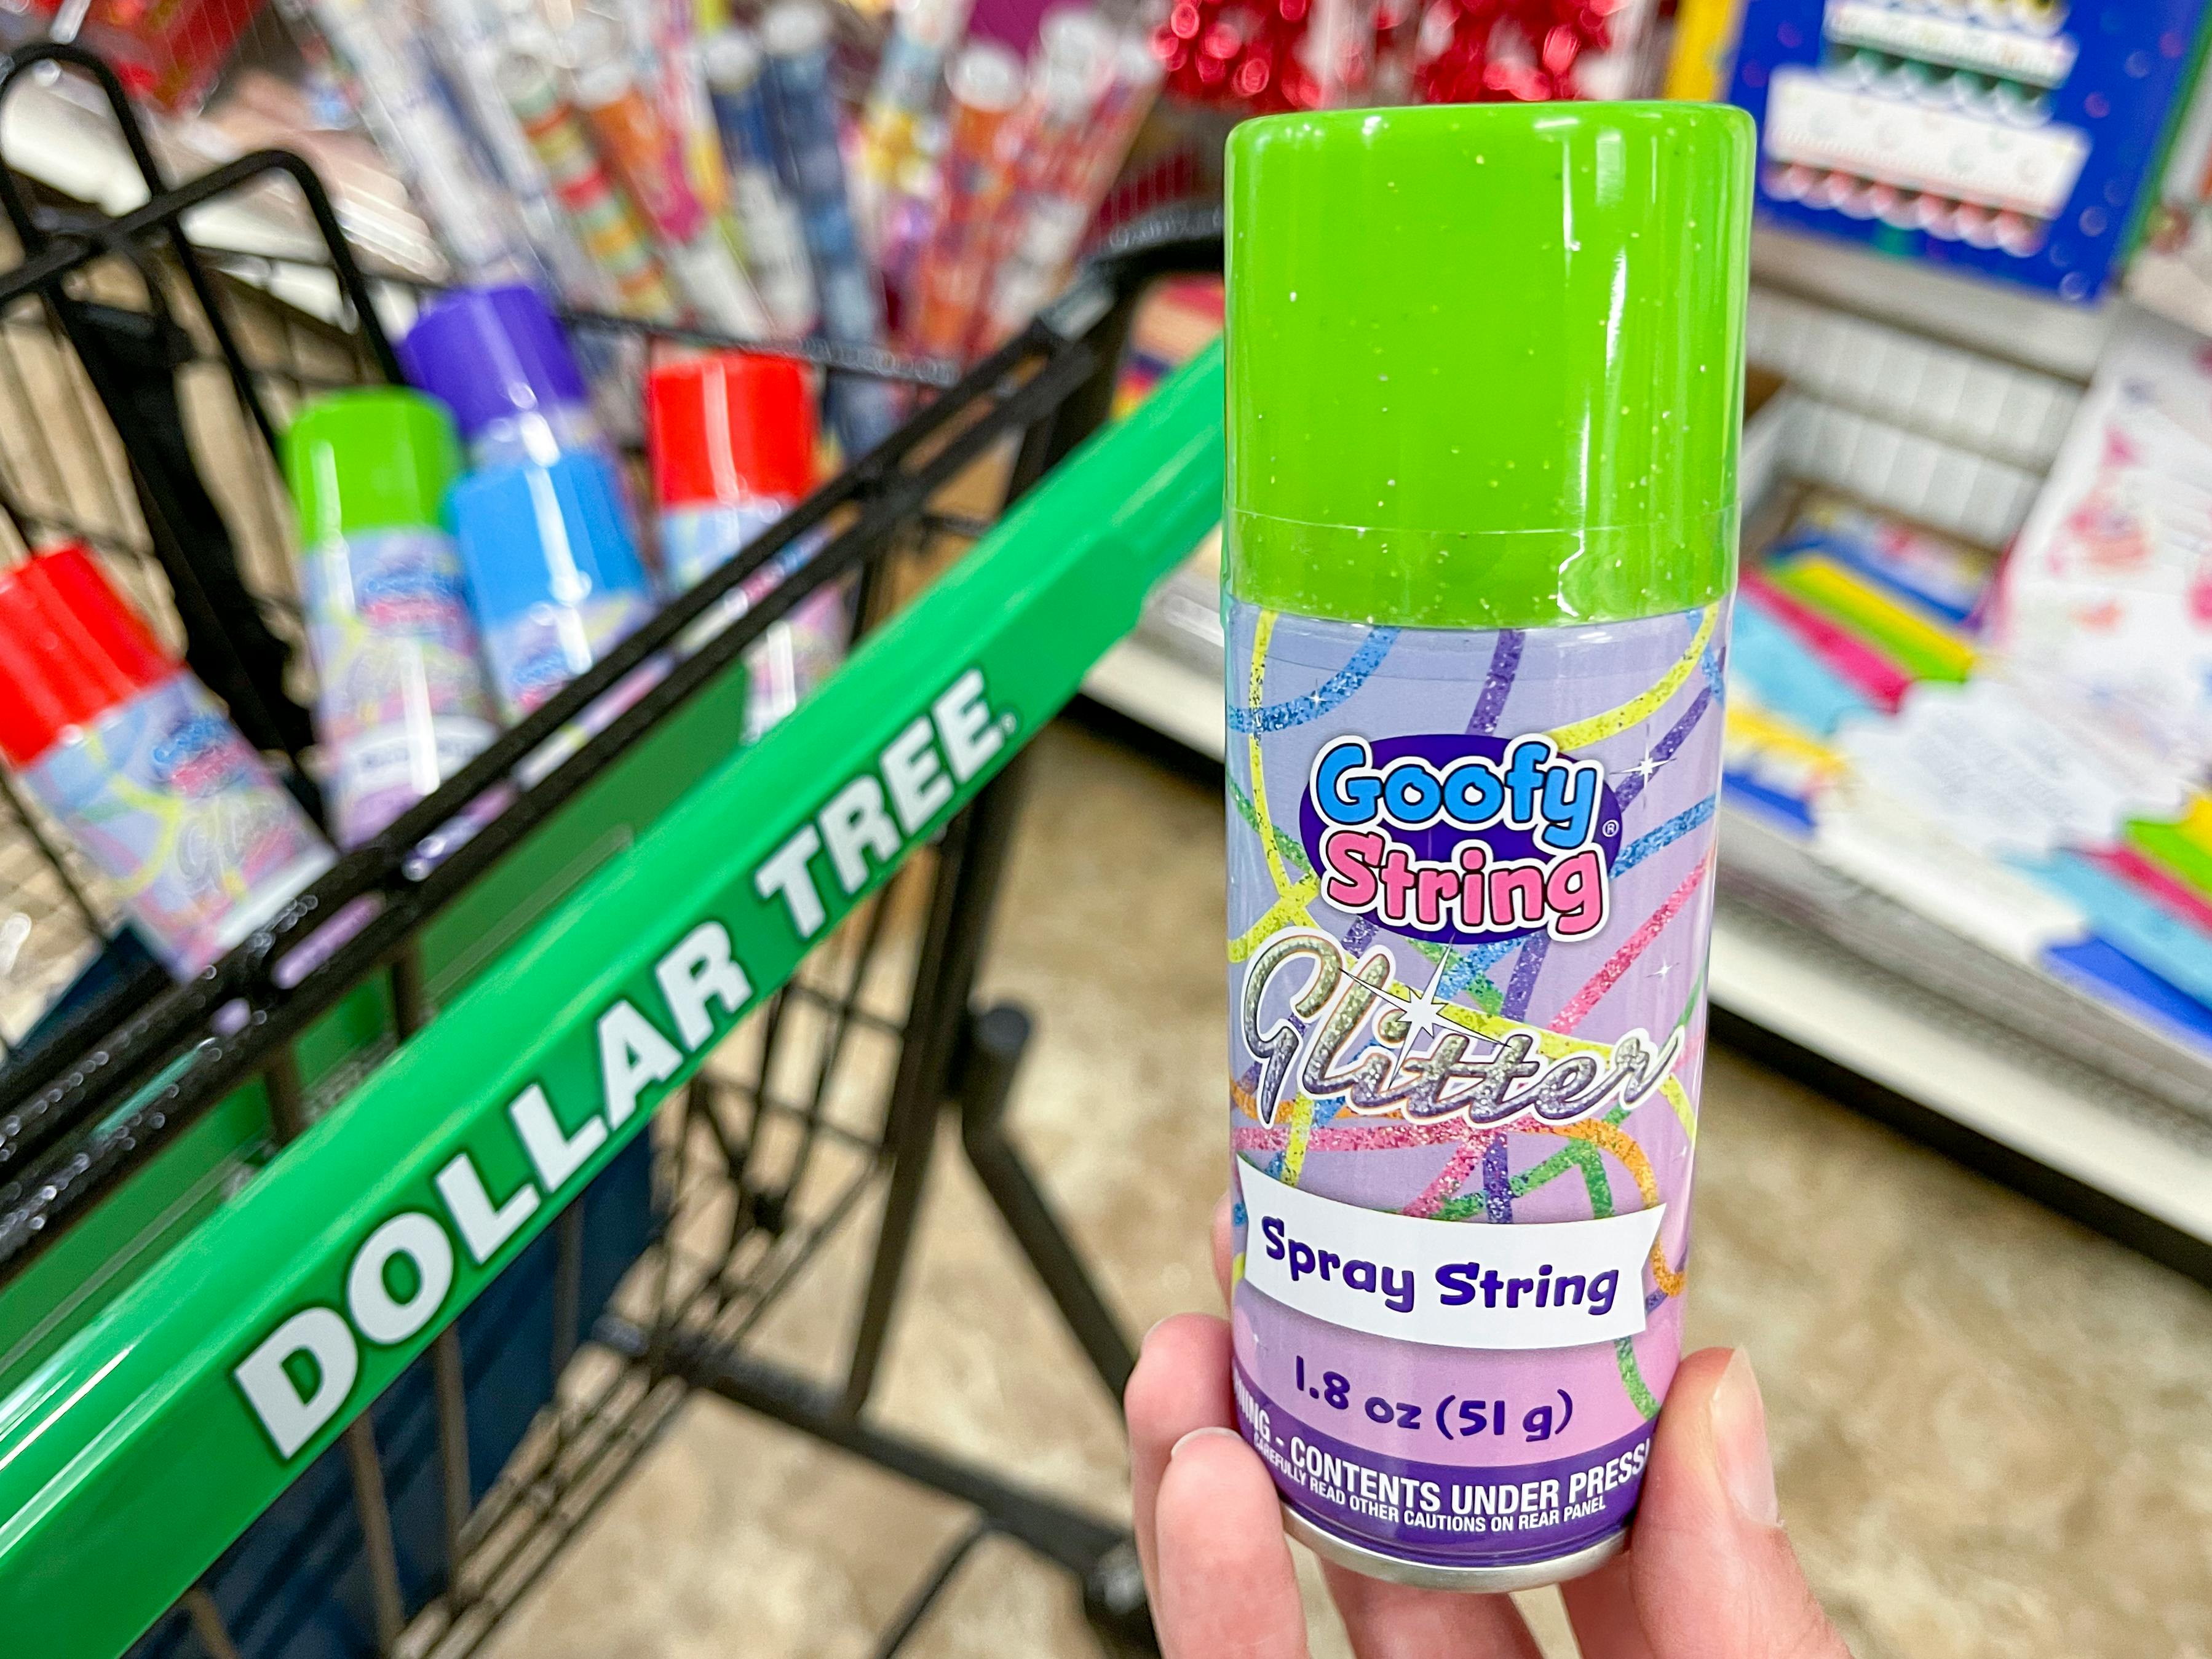 DOLLAR TREE®
Goofy
String®
Glitter
Spray String
1.8 oz (51 g)
NING - CONTENTS UNDER PRESS
CAREFULLY READ OTHER CAUTIONS ON REAR PANEL